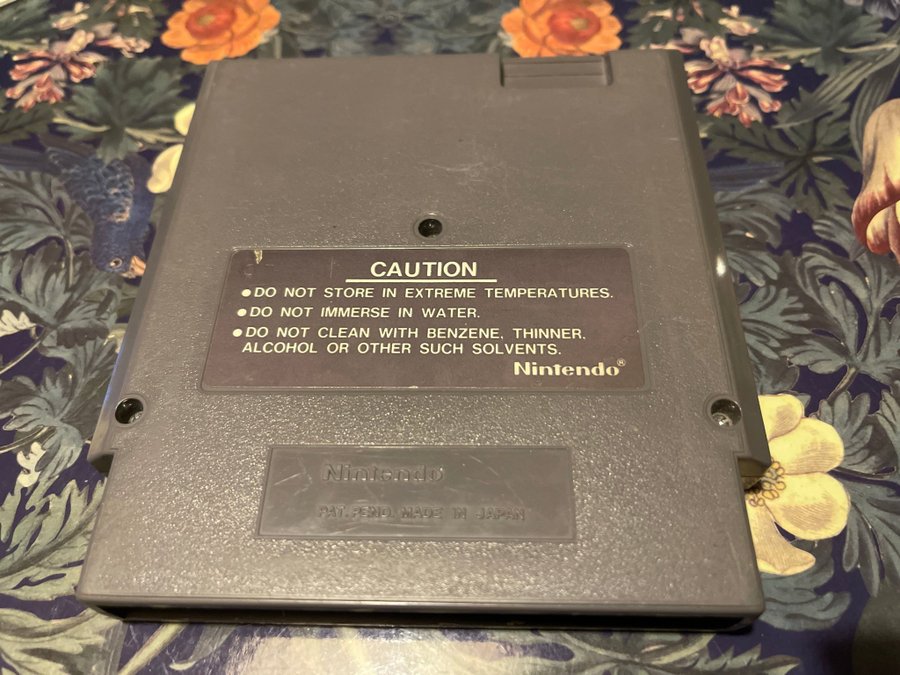 CAUTION
●DO NOT STORE IN EXTREME TEMPERATURES.
●DO NOT IMMERSE IN WATER.
●DO NOT CLEAN WITH BENZENE, THINNER,
ALCOHOL OR OTHER SUCH SOLVENTS.
Nintendo®
Nintendo
PAT. PEND. MADE IN JAPAN